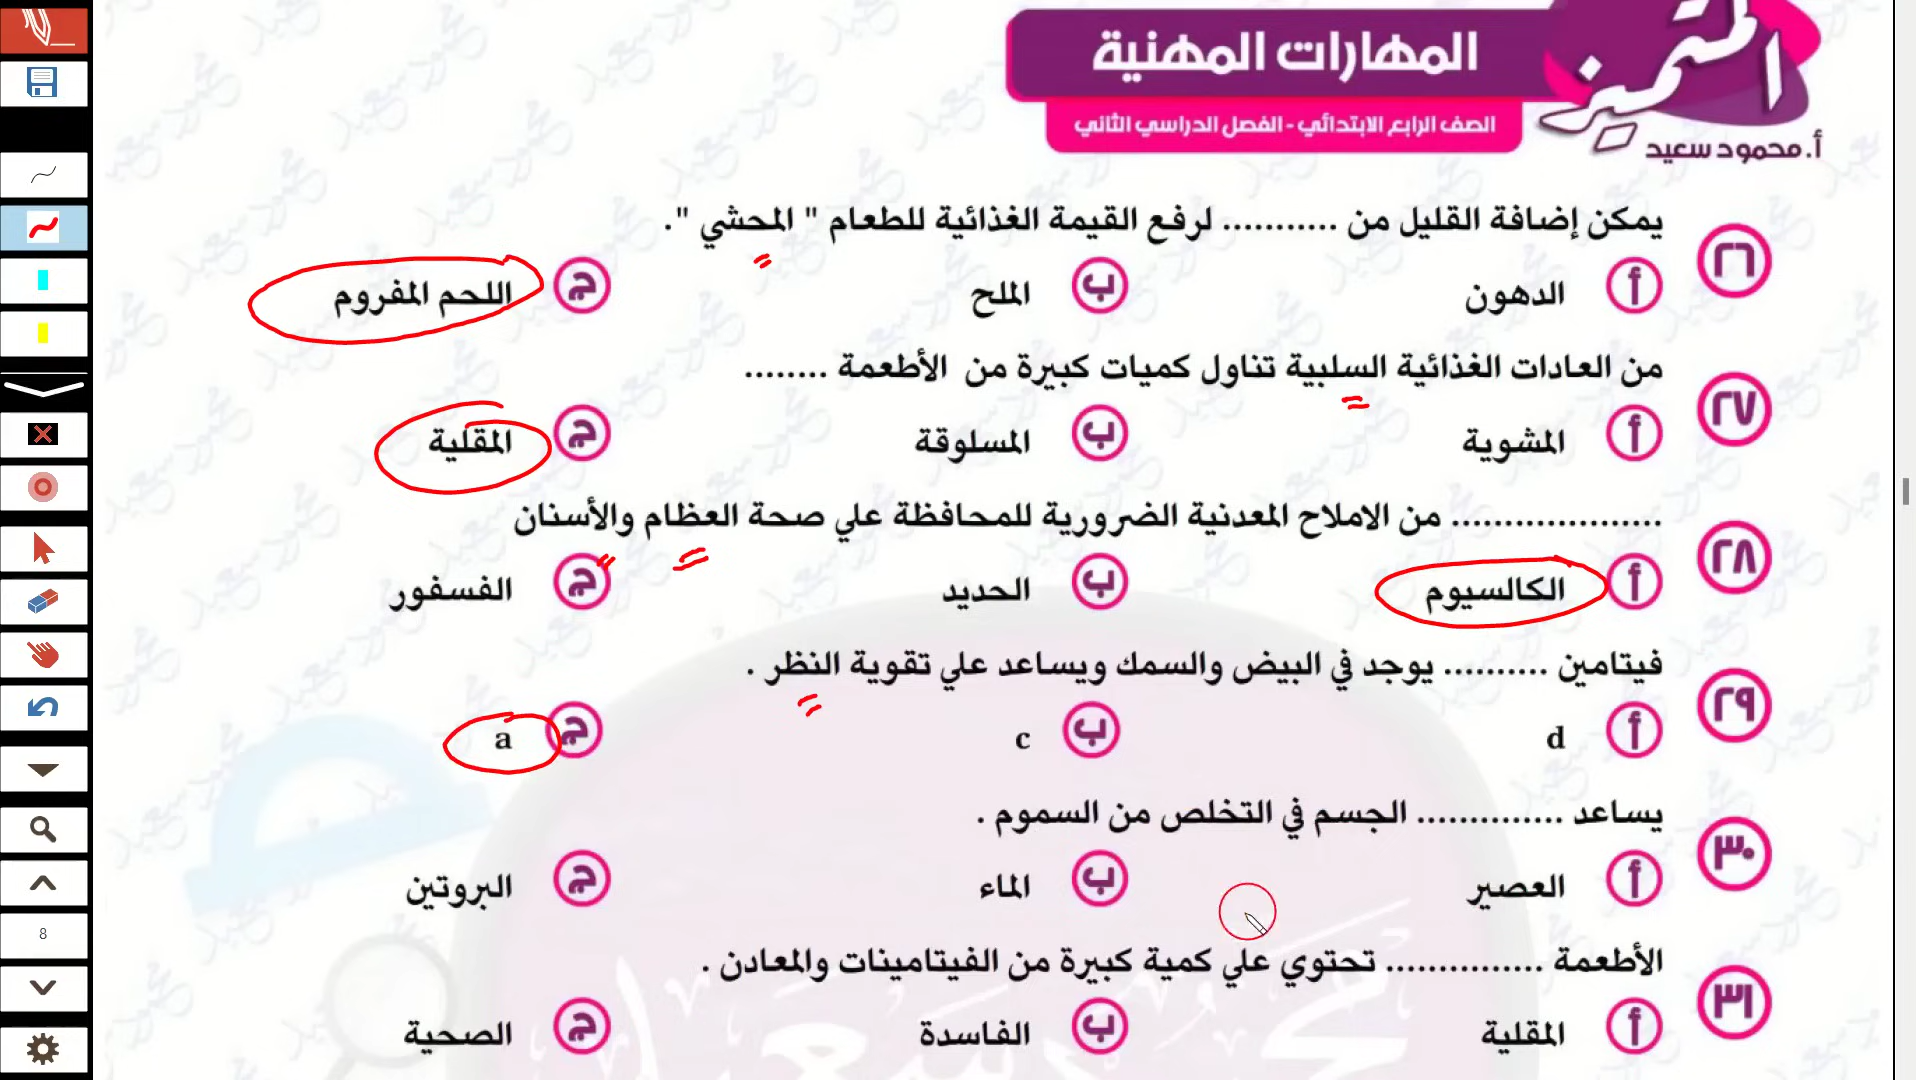 المتميز
المهارات المهنية
الصف الرابع الابتدائي - الفصل الدراسي الثاني
أ. محمود سعيد
٢٦ يمكن إضافة القليل من ........... لرفع القيمة الغذائية للطعام " المحشي ".
أ الدهون ب الملح ج اللحم المفروم
٢٧ من العادات الغذائية السلبية تناول كميات كبيرة من الأطعمة ........
أ المشوية ب المسلوقة ج المقلية
٢٨ .................... من الاملاح المعدنية الضرورية للمحافظة علي صحة العظام والأسنان
أ الكالسيوم ب الحديد ج الفسفور
٢٩ فيتامين .......... يوجد في البيض والسمك ويساعد علي تقوية النظر .
أ d ب c ج a
٣٠ يساعد .............. الجسم في التخلص من السموم .
أ العصير ب الماء ج البروتين
٣١ الأطعمة ............... تحتوي علي كمية كبيرة من الفيتامينات والمعادن .
أ المقلية ب الفاسدة ج الصحية
8